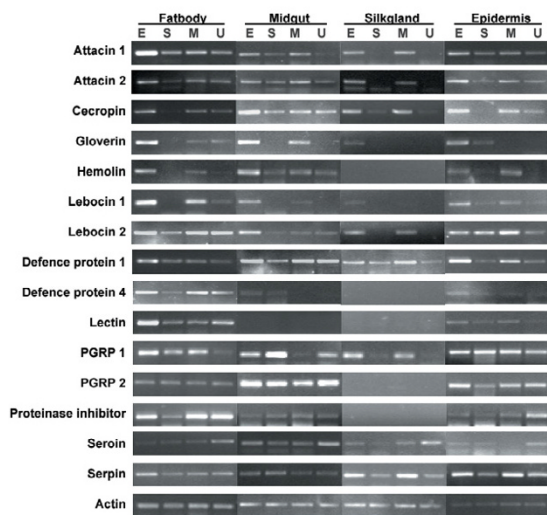 Fatbody Midgut Silkgland Epidermis
E S M U E S M U E S M U E S M U
Attacin 1
Attacin 2
Cecropin
Gloverin
Hemolin
Lebocin 1
Lebocin 2
Defence protein 1
Defence protein 4
Lectin
PGRP 1
PGRP 2
Proteinase inhibitor
Seroin
Serpin
Actin